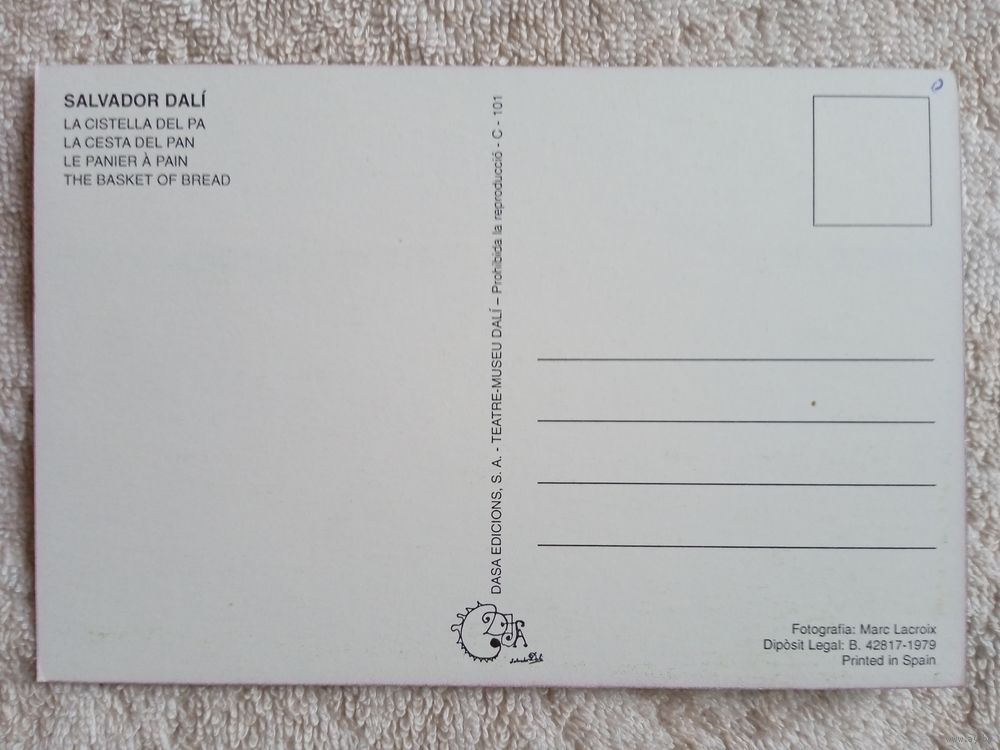 SALVADOR DALÍ
LA CISTELLA DEL PA
LA CESTA DEL PAN
LE PANIER À PAIN
THE BASKET OF BREAD
DASA EDICIONS, S. A. - TEATRE-MUSEU DALÍ – Prohibida la reproducció - C - 101
DASA
Fotografia: Marc Lacroix
Dipòsit Legal: B. 42817-1979
Printed in Spain